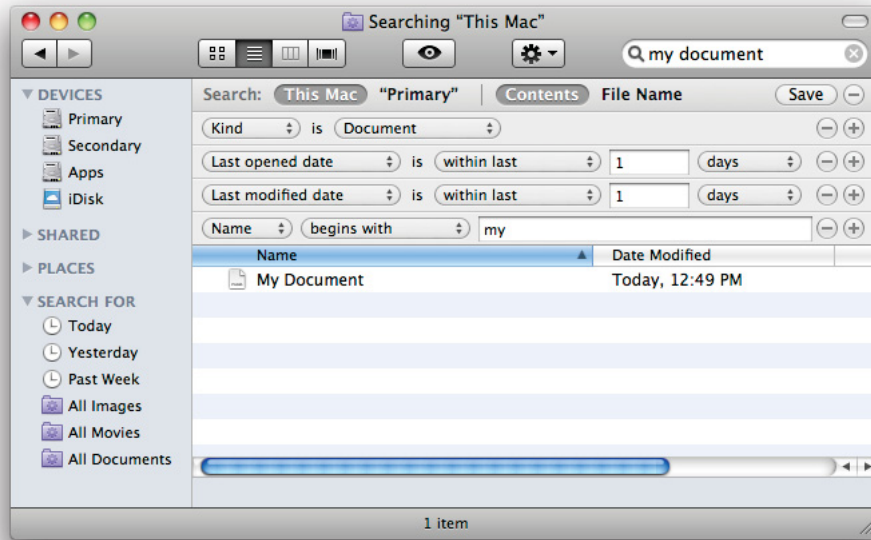 Searching “This Mac”
my document
DEVICES
Primary
Secondary
Apps
iDisk
SHARED
PLACES
SEARCH FOR
Today
Yesterday
Past Week
All Images
All Movies
All Documents
Search: This Mac “Primary” Contents File Name Save
Kind is Document
Last opened date is within last 1 days
Last modified date is within last 1 days
Name begins with my
Name Date Modified
My Document Today, 12:49 PM
1 item